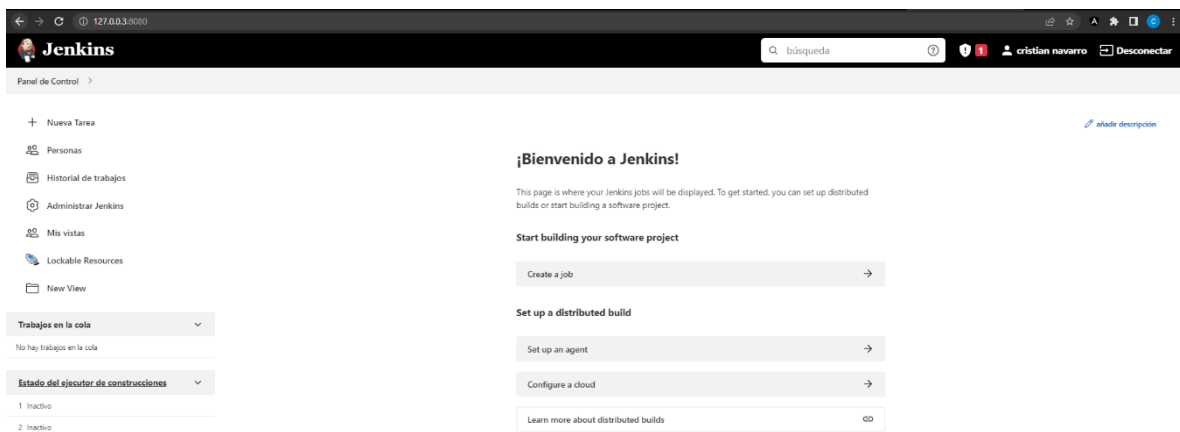 127.0.0.3:8080
Jenkins
búsqueda
1
cristian navarro
Desconectar
Panel de Control
Nueva Tarea
añadir descripción
Personas
Historial de trabajos
Administrar Jenkins
Mis vistas
Lockable Resources
New View
Trabajos en la cola
No hay trabajos en la cola
Estado del ejecutor de construcciones
1 Inactivo
2 Inactivo
¡Bienvenido a Jenkins!
This page is where your Jenkins jobs will be displayed. To get started, you can set up distributed
builds or start building a software project.
Start building your software project
Create a job
Set up a distributed build
Set up an agent
Configure a cloud
Learn more about distributed builds